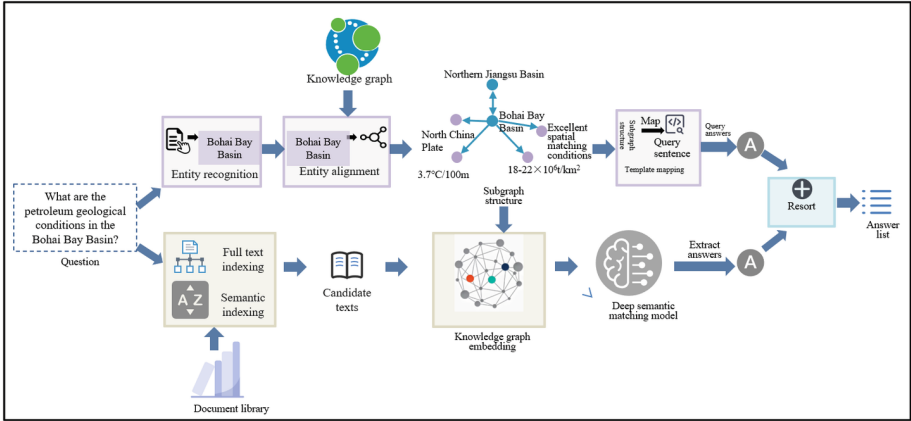 Knowledge graph
Northern Jiangsu Basin
Bohai Bay
Basin
North China
Plate
Excellent
spatial
matching
conditions
3.7°C/100m
18-22×10⁶t/km²
Subgraph
structure
Bohai Bay
Basin
Entity recognition
Bohai Bay
Basin
Entity alignment
Subgraph
structure
Map
Query
sentence
Template mapping
Query
answers
A
Resort
Answer
list
What are the
petroleum geological
conditions in the
Bohai Bay Basin?
Question
Full text
indexing
A Z
Semantic
indexing
Document library
Candidate
texts
Knowledge graph
embedding
Deep semantic
matching model
Extract
answers
A